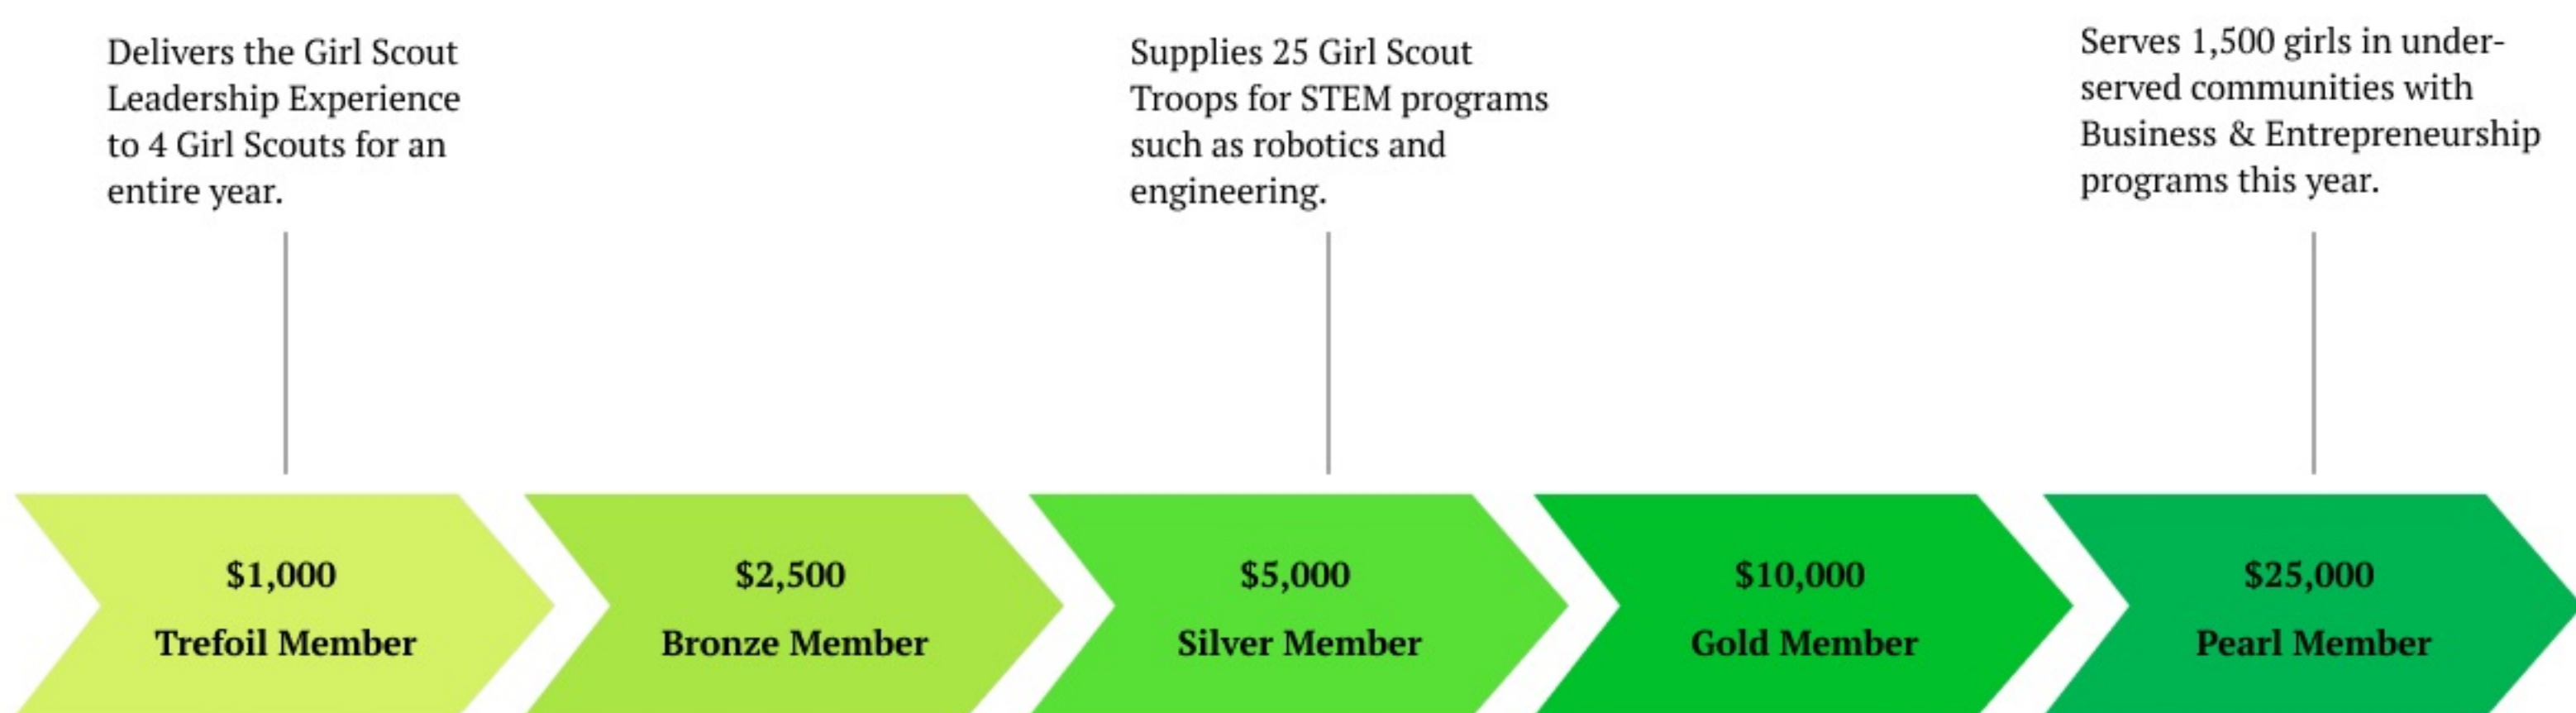 Delivers the Girl Scout
Leadership Experience
to 4 Girl Scouts for an
entire year.
Supplies 25 Girl Scout
Troops for STEM programs
such as robotics and
engineering.
Serves 1,500 girls in under-
served communities with
Business & Entrepreneurship
programs this year.
$1,000
Trefoil Member
$2,500
Bronze Member
$5,000
Silver Member
$10,000
Gold Member
$25,000
Pearl Member